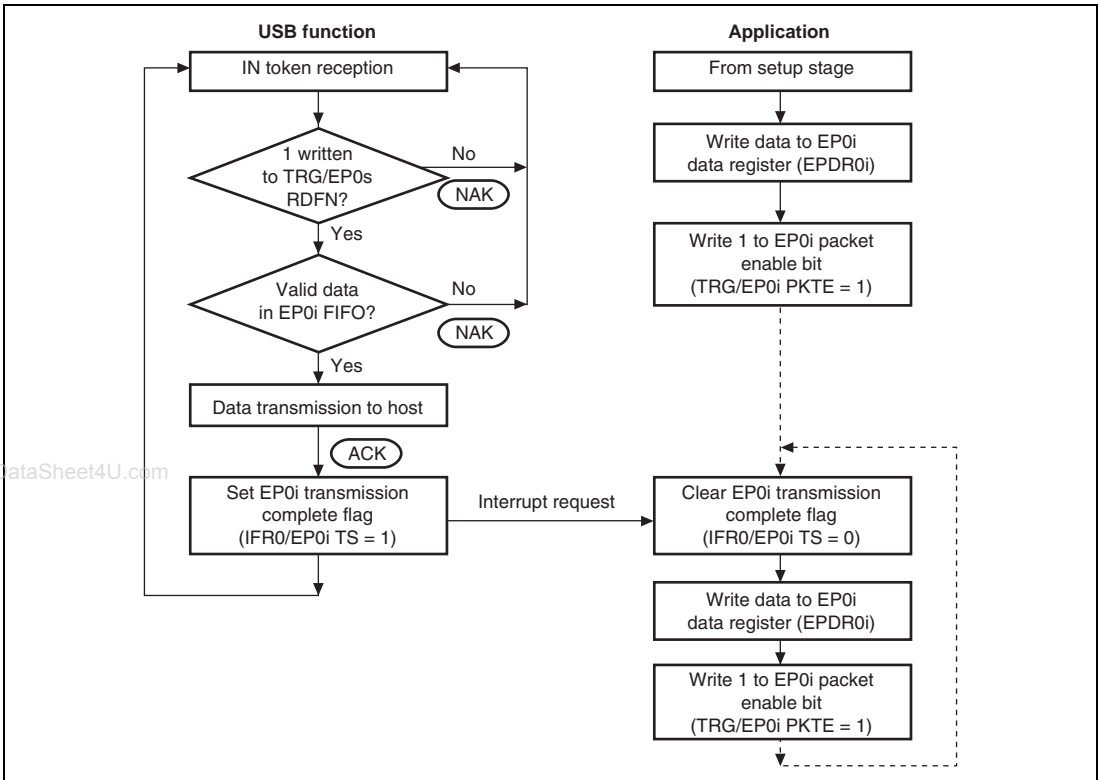 USB function
IN token reception
1 written
to TRG/EP0s
RDFN?
No
NAK
Yes
Valid data
in EP0i FIFO?
No
NAK
Yes
Data transmission to host
ACK
Set EP0i transmission
complete flag
(IFR0/EP0i TS = 1)
Interrupt request
Application
From setup stage
Write data to EP0i
data register (EPDR0i)
Write 1 to EP0i packet
enable bit
(TRG/EP0i PKTE = 1)
Clear EP0i transmission
complete flag
(IFR0/EP0i TS = 0)
Write data to EP0i
data register (EPDR0i)
Write 1 to EP0i packet
enable bit
(TRG/EP0i PKTE = 1)
ataSheet4U.com